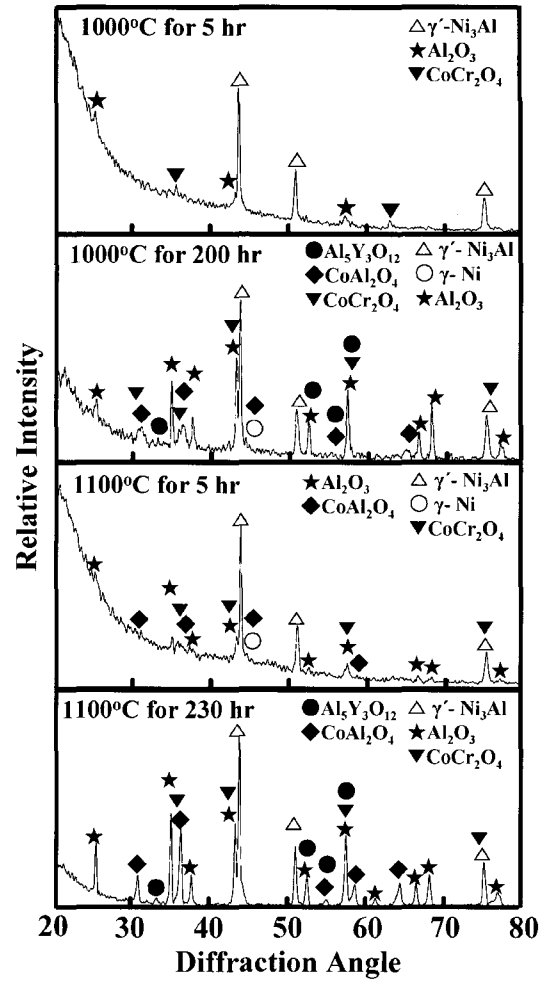 1000°C for 5 hr
γ´-Ni₃Al
Al₂O₃
CoCr₂O₄
1000°C for 200 hr
Al₅Y₃O₁₂
γ´- Ni₃Al
CoAl₂O₄
γ- Ni
CoCr₂O₄
Al₂O₃
1100°C for 5 hr
Al₂O₃
γ´- Ni₃Al
CoAl₂O₄
γ- Ni
CoCr₂O₄
1100°C for 230 hr
Al₅Y₃O₁₂
γ´- Ni₃Al
CoAl₂O₄
Al₂O₃
CoCr₂O₄
Relative Intensity
20 30 40 50 60 70 80
Diffraction Angle